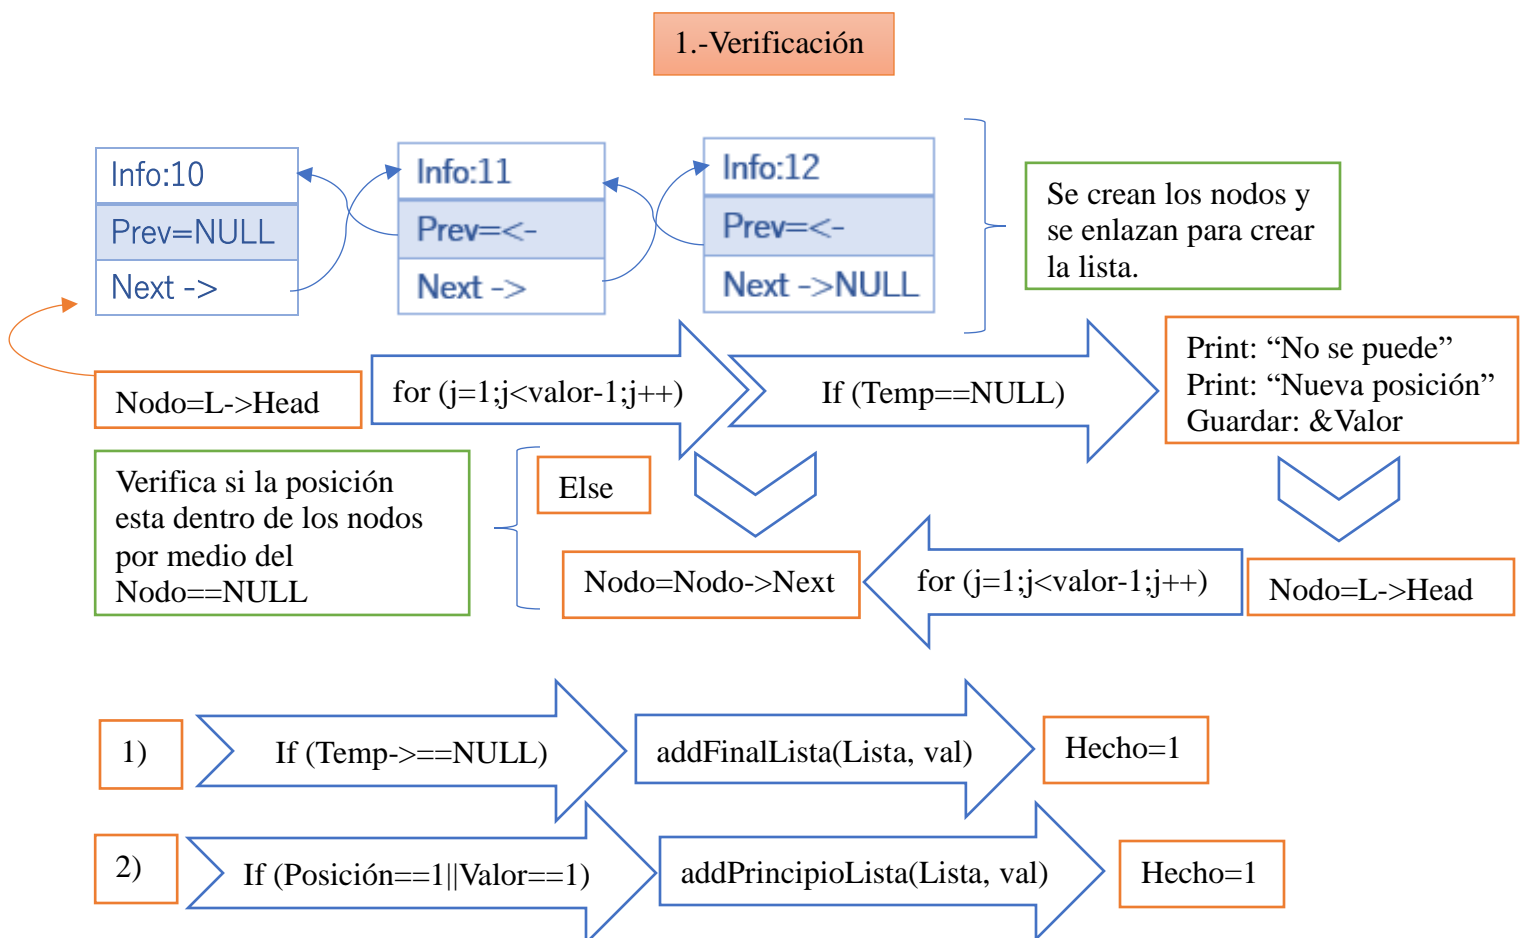 1.-Verificación
Info:10
Prev=NULL
Next ->
Info:11
Prev=<-
Next ->
Info:12
Prev=<-
Next ->NULL
Se crean los nodos y
se enlazan para crear
la lista.
Nodo=L->Head
for (j=1;j<valor-1;j++)
If (Temp==NULL)
Print: “No se puede”
Print: “Nueva posición”
Guardar: &Valor
Verifica si la posición
esta dentro de los nodos
por medio del
Nodo==NULL
Else
Nodo=Nodo->Next
for (j=1;j<valor-1;j++)
Nodo=L->Head
1)
If (Temp->==NULL)
addFinalLista(Lista, val)
Hecho=1
2)
If (Posición==1||Valor==1)
addPrincipioLista(Lista, val)
Hecho=1